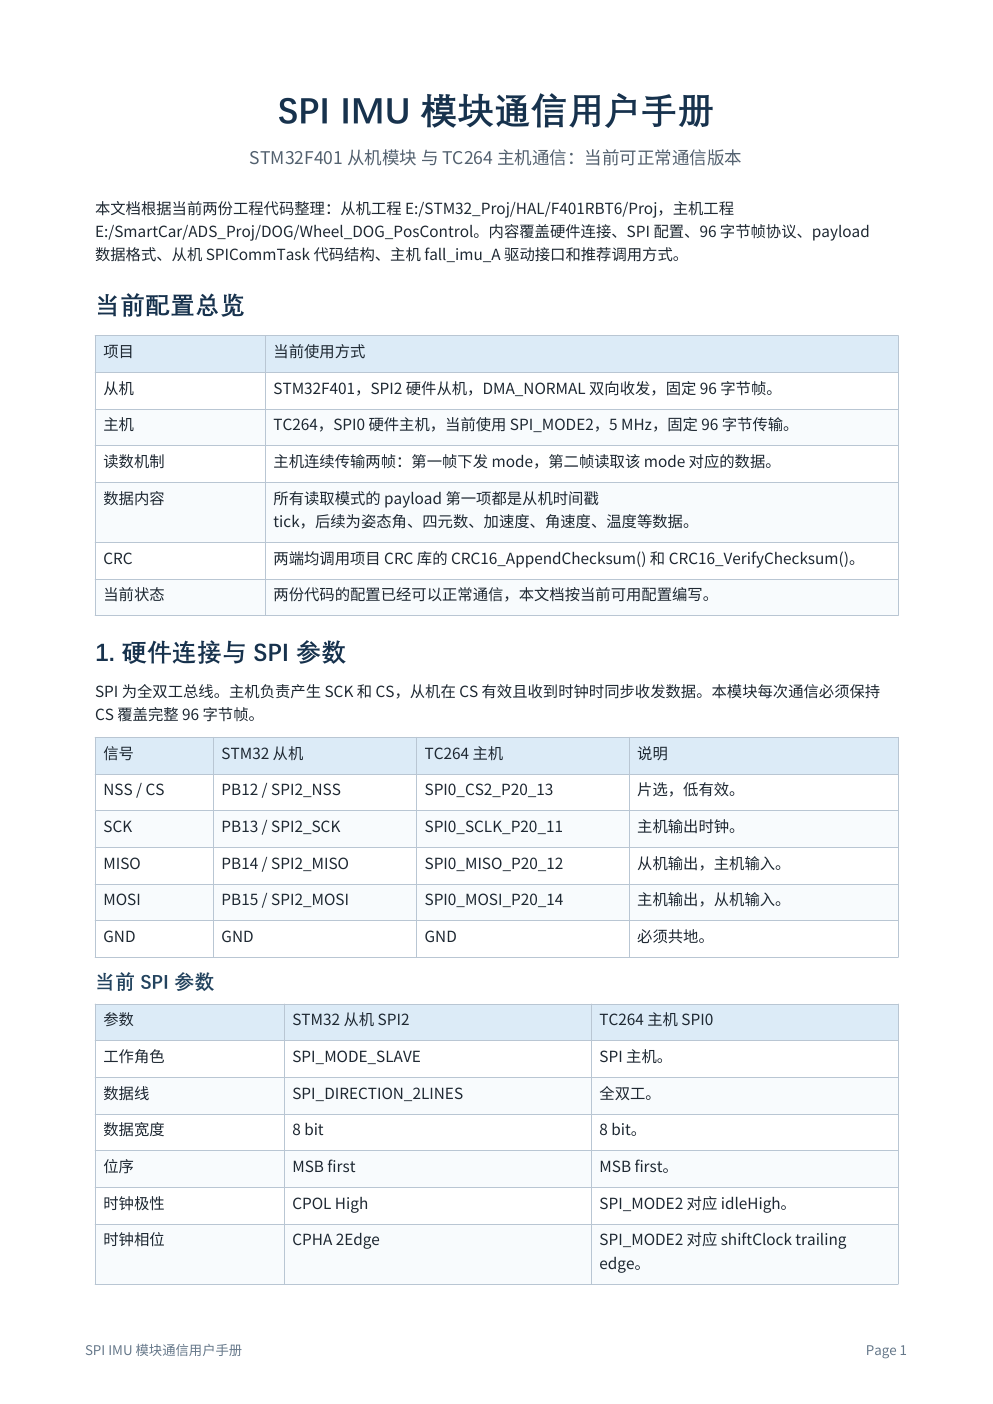 SPI IMU 模块通信用户手册
STM32F401 从机模块 与 TC264 主机通信：当前可正常通信版本
本文档根据当前两份工程代码整理：从机工程 E:/STM32_Proj/HAL/F401RBT6/Proj，主机工程
E:/SmartCar/ADS_Proj/DOG/Wheel_DOG_PosControl。内容覆盖硬件连接、SPI 配置、96 字节帧协议、payload
数据格式、从机 SPICommTask 代码结构、主机 fall_imu_A 驱动接口和推荐调用方式。
当前配置总览
项目 当前使用方式
从机 STM32F401，SPI2 硬件从机，DMA_NORMAL 双向收发，固定 96 字节帧。
主机 TC264，SPI0 硬件主机，当前使用 SPI_MODE2，5 MHz，固定 96 字节传输。
读数机制 主机连续传输两帧：第一帧下发 mode，第二帧读取该 mode 对应的数据。
数据内容 所有读取模式的 payload 第一项都是从机时间戳
tick，后续为姿态角、四元数、加速度、角速度、温度等数据。
CRC 两端均调用项目 CRC 库的 CRC16_AppendChecksum() 和 CRC16_VerifyChecksum()。
当前状态 两份代码的配置已经可以正常通信，本文档按当前可用配置编写。
1. 硬件连接与 SPI 参数
SPI 为全双工总线。主机负责产生 SCK 和 CS，从机在 CS 有效且收到时钟时同步收发数据。本模块每次通信必须保持
CS 覆盖完整 96 字节帧。
信号 STM32 从机 TC264 主机 说明
NSS / CS PB12 / SPI2_NSS SPI0_CS2_P20_13 片选，低有效。
SCK PB13 / SPI2_SCK SPI0_SCLK_P20_11 主机输出时钟。
MISO PB14 / SPI2_MISO SPI0_MISO_P20_12 从机输出，主机输入。
MOSI PB15 / SPI2_MOSI SPI0_MOSI_P20_14 主机输出，从机输入。
GND GND GND 必须共地。
当前 SPI 参数
参数 STM32 从机 SPI2 TC264 主机 SPI0
工作角色 SPI_MODE_SLAVE SPI 主机。
数据线 SPI_DIRECTION_2LINES 全双工。
数据宽度 8 bit 8 bit。
位序 MSB first MSB first。
时钟极性 CPOL High SPI_MODE2 对应 idleHigh。
时钟相位 CPHA 2Edge SPI_MODE2 对应 shiftClock trailing
edge。
SPI IMU 模块通信用户手册 Page 1